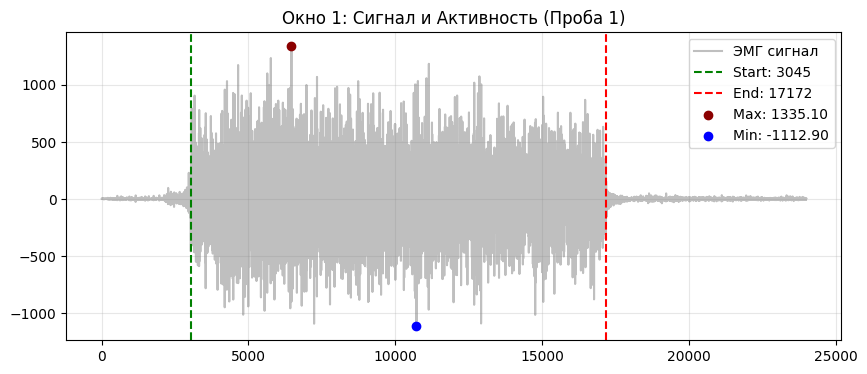 Окно 1: Сигнал и Активность (Проба 1)
1000
500
0
−500
−1000
0
5000
10000
15000
20000
25000
ЭМГ сигнал
Start: 3045
End: 17172
Max: 1335.10
Min: -1112.90